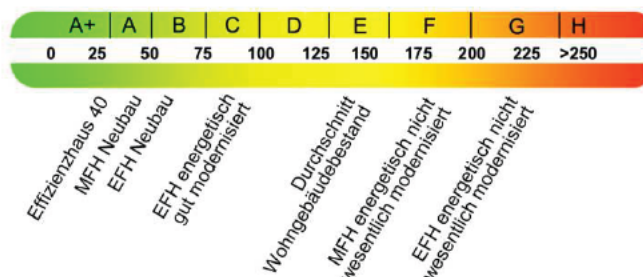 A+ A B C D E F G H
0 25 50 75 100 125 150 175 200 225 >250
Effizienzhaus 40
MFH Neubau
EFH Neubau
EFH energetisch
gut modernisiert
Durchschnitt
Wohngebäudebestand
MFH energetisch nicht
wesentlich modernisiert
EFH energetisch nicht
wesentlich modernisiert